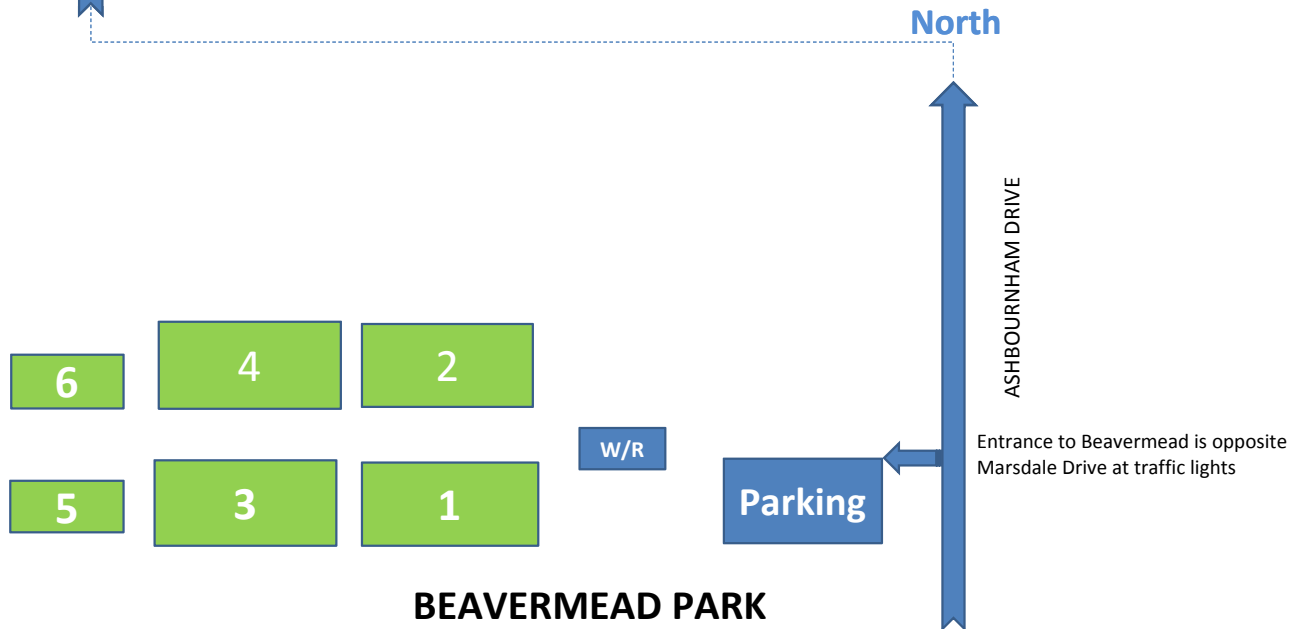 North
ASHBOURNHAM DRIVE
4
2
6
W/R
Entrance to Beavermead is opposite
Marsdale Drive at traffic lights
5
3
1
Parking
BEAVERMEAD PARK